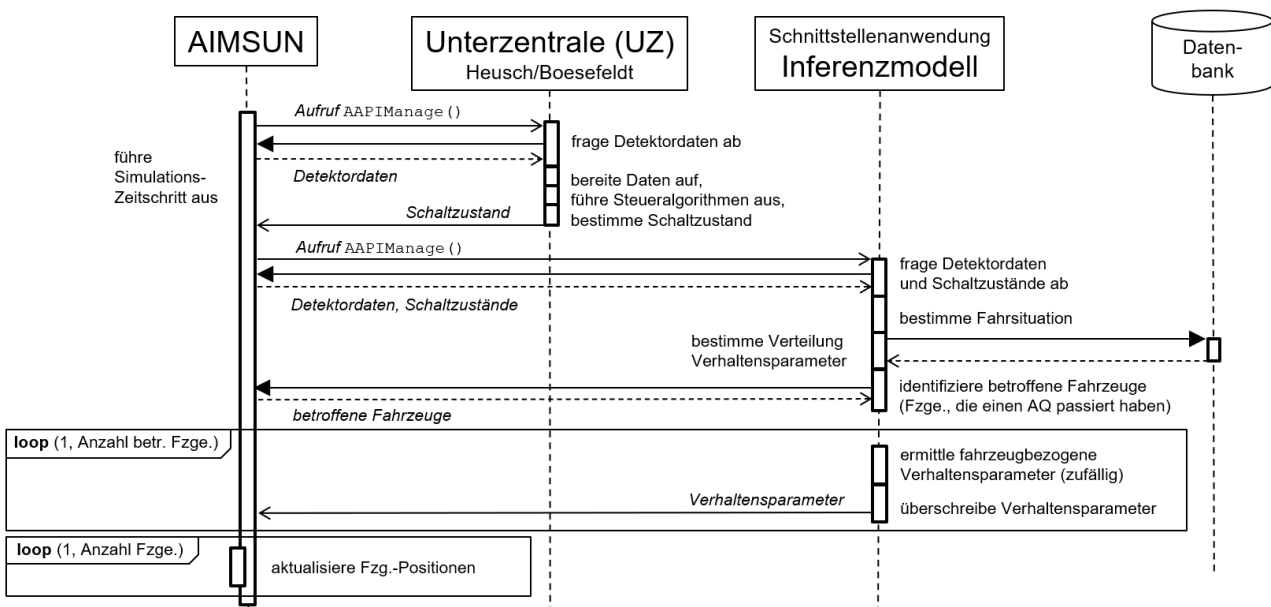 AIMSUN
Unterzentrale (UZ)
Heusch/Boesefeldt
Schnittstellenanwendung
Inferenzmodell
Daten-
bank
Aufruf AAPIManage()
frage Detektordaten ab
führe
Simulations-
Zeitschritt aus
Detektordaten
bereite Daten auf,
führe Steueralgorithmen aus,
bestimme Schaltzustand
Schaltzustand
Aufruf AAPIManage()
frage Detektordaten
und Schaltzustände ab
Detektordaten, Schaltzustände
bestimme Fahrsituation
bestimme Verteilung
Verhaltensparameter
identifiziere betroffene Fahrzeuge
(Fzge., die einen AQ passiert haben)
betroffene Fahrzeuge
loop (1, Anzahl betr. Fzge.)
ermittle fahrzeugbezogene
Verhaltensparameter (zufällig)
Verhaltensparameter
überschreibe Verhaltensparameter
loop (1, Anzahl Fzge.)
aktualisiere Fzg.-Positionen